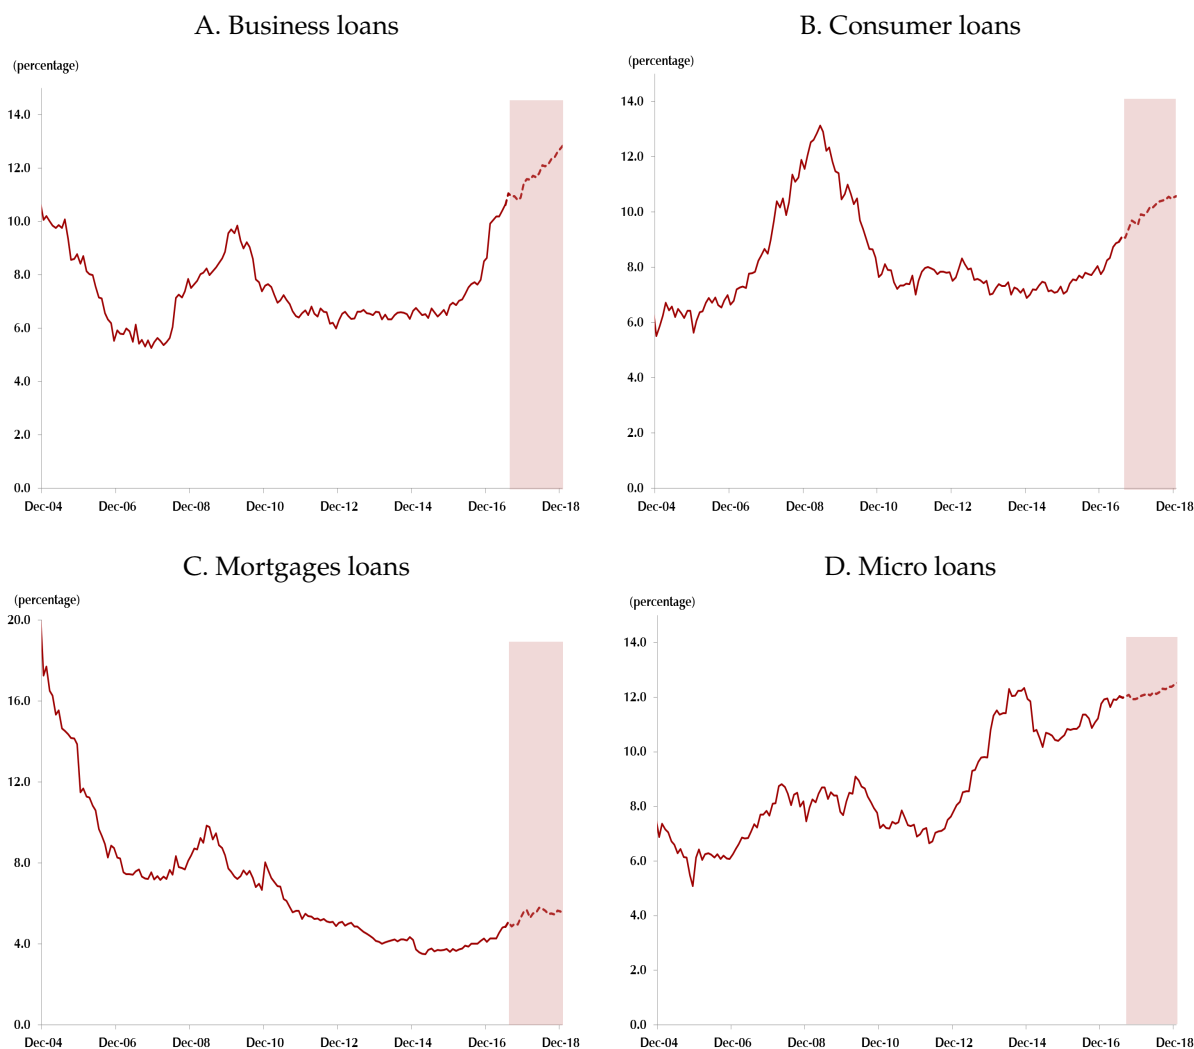 A. Business loans
(percentage)
14.0
12.0
10.0
8.0
6.0
4.0
2.0
0.0
Dec-04 Dec-06 Dec-08 Dec-10 Dec-12 Dec-14 Dec-16 Dec-18
B. Consumer loans
(percentage)
14.0
12.0
10.0
8.0
6.0
4.0
2.0
0.0
Dec-04 Dec-06 Dec-08 Dec-10 Dec-12 Dec-14 Dec-16 Dec-18
C. Mortgages loans
(percentage)
20.0
16.0
12.0
8.0
4.0
0.0
Dec-04 Dec-06 Dec-08 Dec-10 Dec-12 Dec-14 Dec-16 Dec-18
D. Micro loans
(percentage)
14.0
12.0
10.0
8.0
6.0
4.0
2.0
0.0
Dec-04 Dec-06 Dec-08 Dec-10 Dec-12 Dec-14 Dec-16 Dec-18